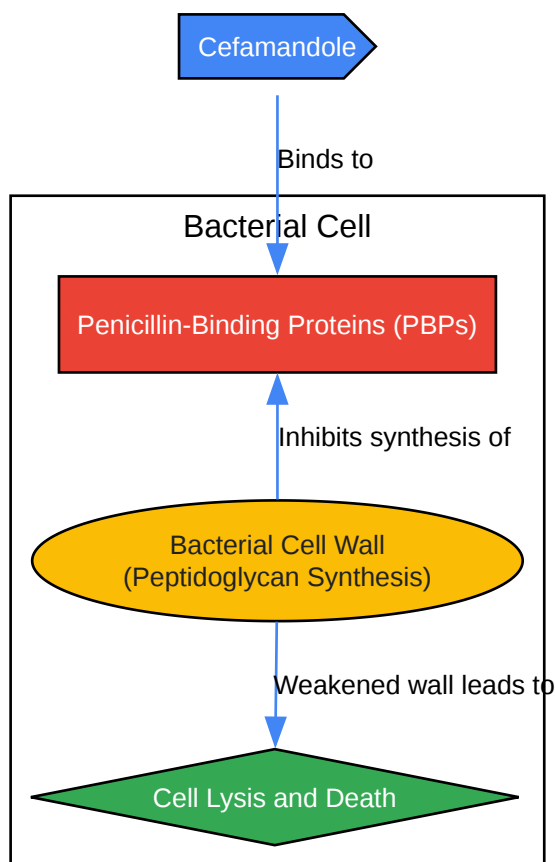 Cefamandole
Binds to
Bacterial Cell
Penicillin-Binding Proteins (PBPs)
Inhibits synthesis of
Bacterial Cell Wall
(Peptidoglycan Synthesis)
Weakened wall leads to
Cell Lysis and Death